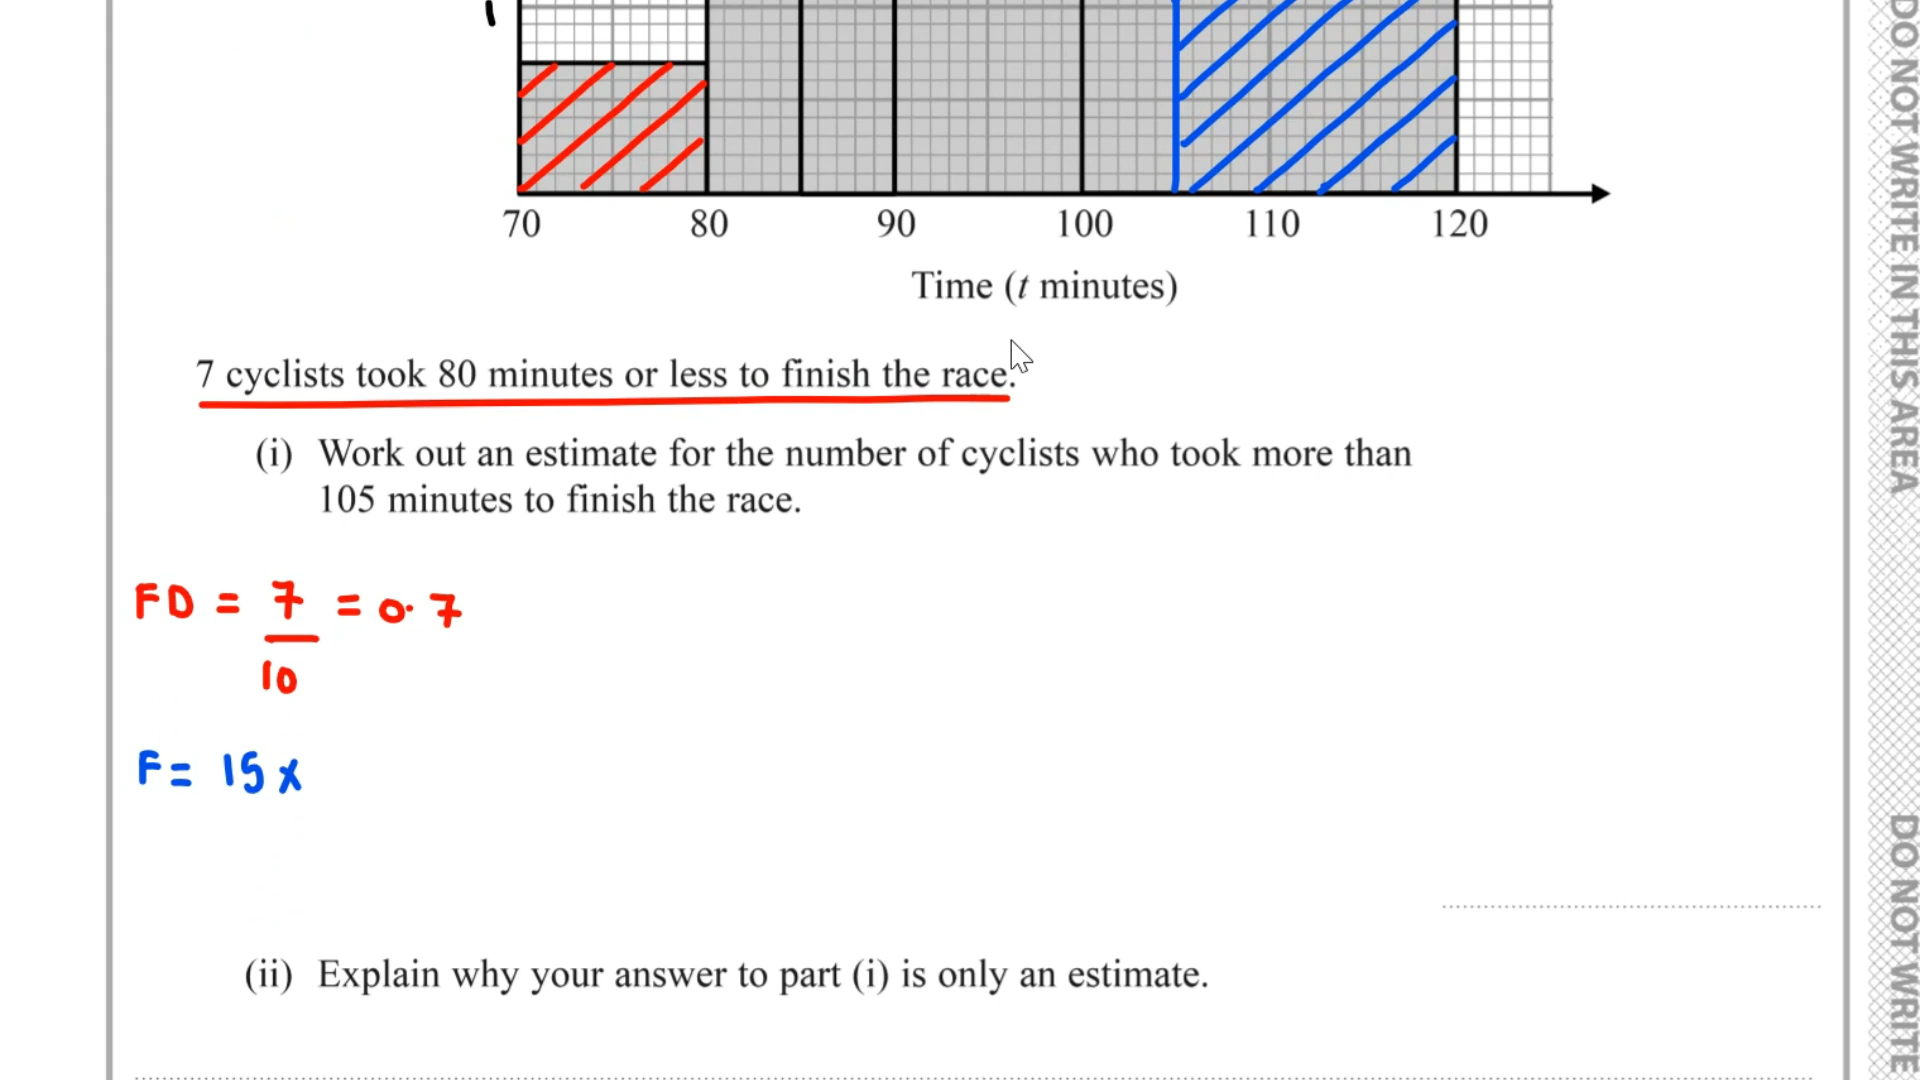 1
70 80 90 100 110 120
Time (t minutes)
7 cyclists took 80 minutes or less to finish the race.
(i) Work out an estimate for the number of cyclists who took more than
105 minutes to finish the race.
FD = 7/10 = 0.7
F = 15 x
(ii) Explain why your answer to part (i) is only an estimate.
DO NOT WRITE IN THIS AREA
DO NOT WRITE